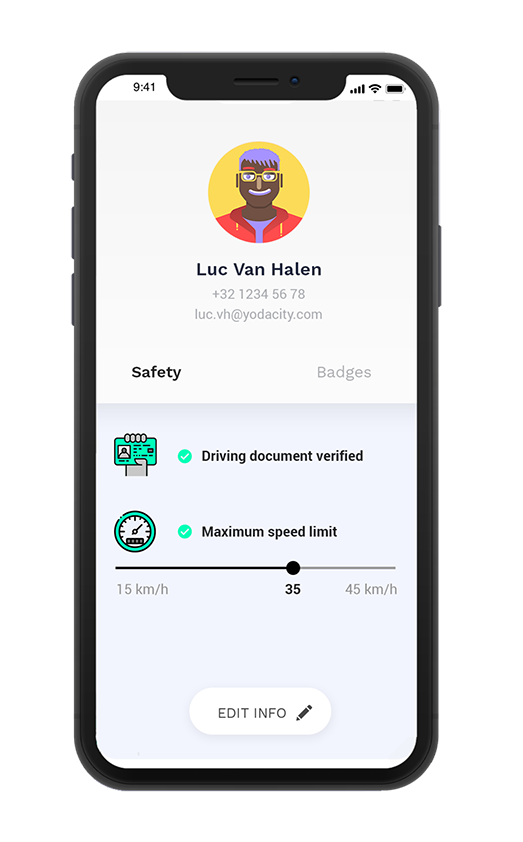 9:41
Luc Van Halen
+32 1234 56 78
luc.vh@yodacity.com
Safety Badges
Driving document verified
Maximum speed limit
15 km/h 35 45 km/h
EDIT INFO